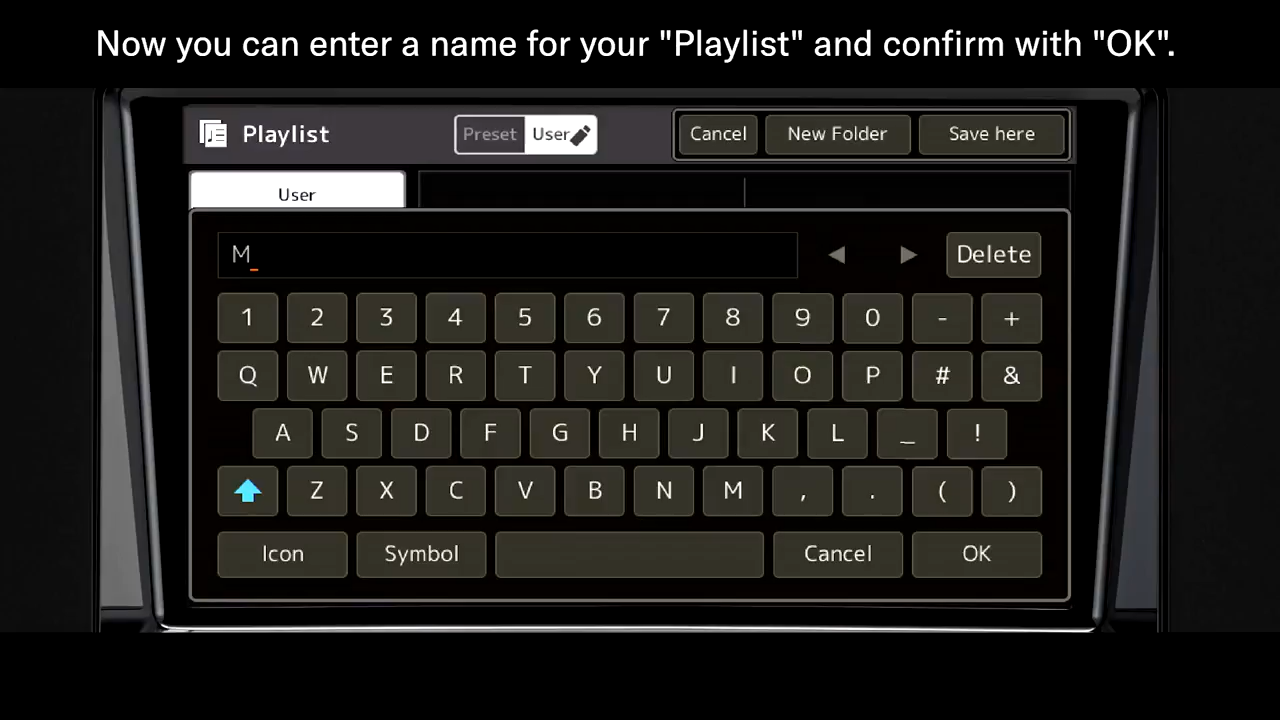 Now you can enter a name for your "Playlist" and confirm with "OK".
Playlist Preset User Cancel New Folder Save here
User
M_ Delete
1 2 3 4 5 6 7 8 9 0 - +
Q W E R T Y U I O P # &
A S D F G H J K L _ !
Z X C V B N M , . ( )
Icon Symbol Cancel OK